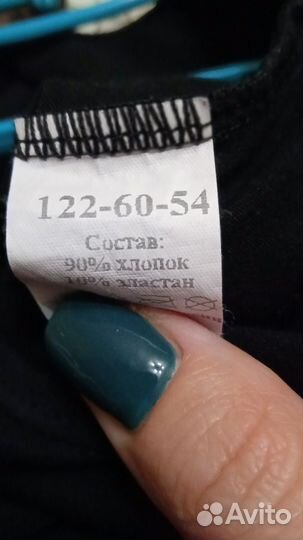 122-60-54
Состав:
90% хлопок
10% эластан
Avito